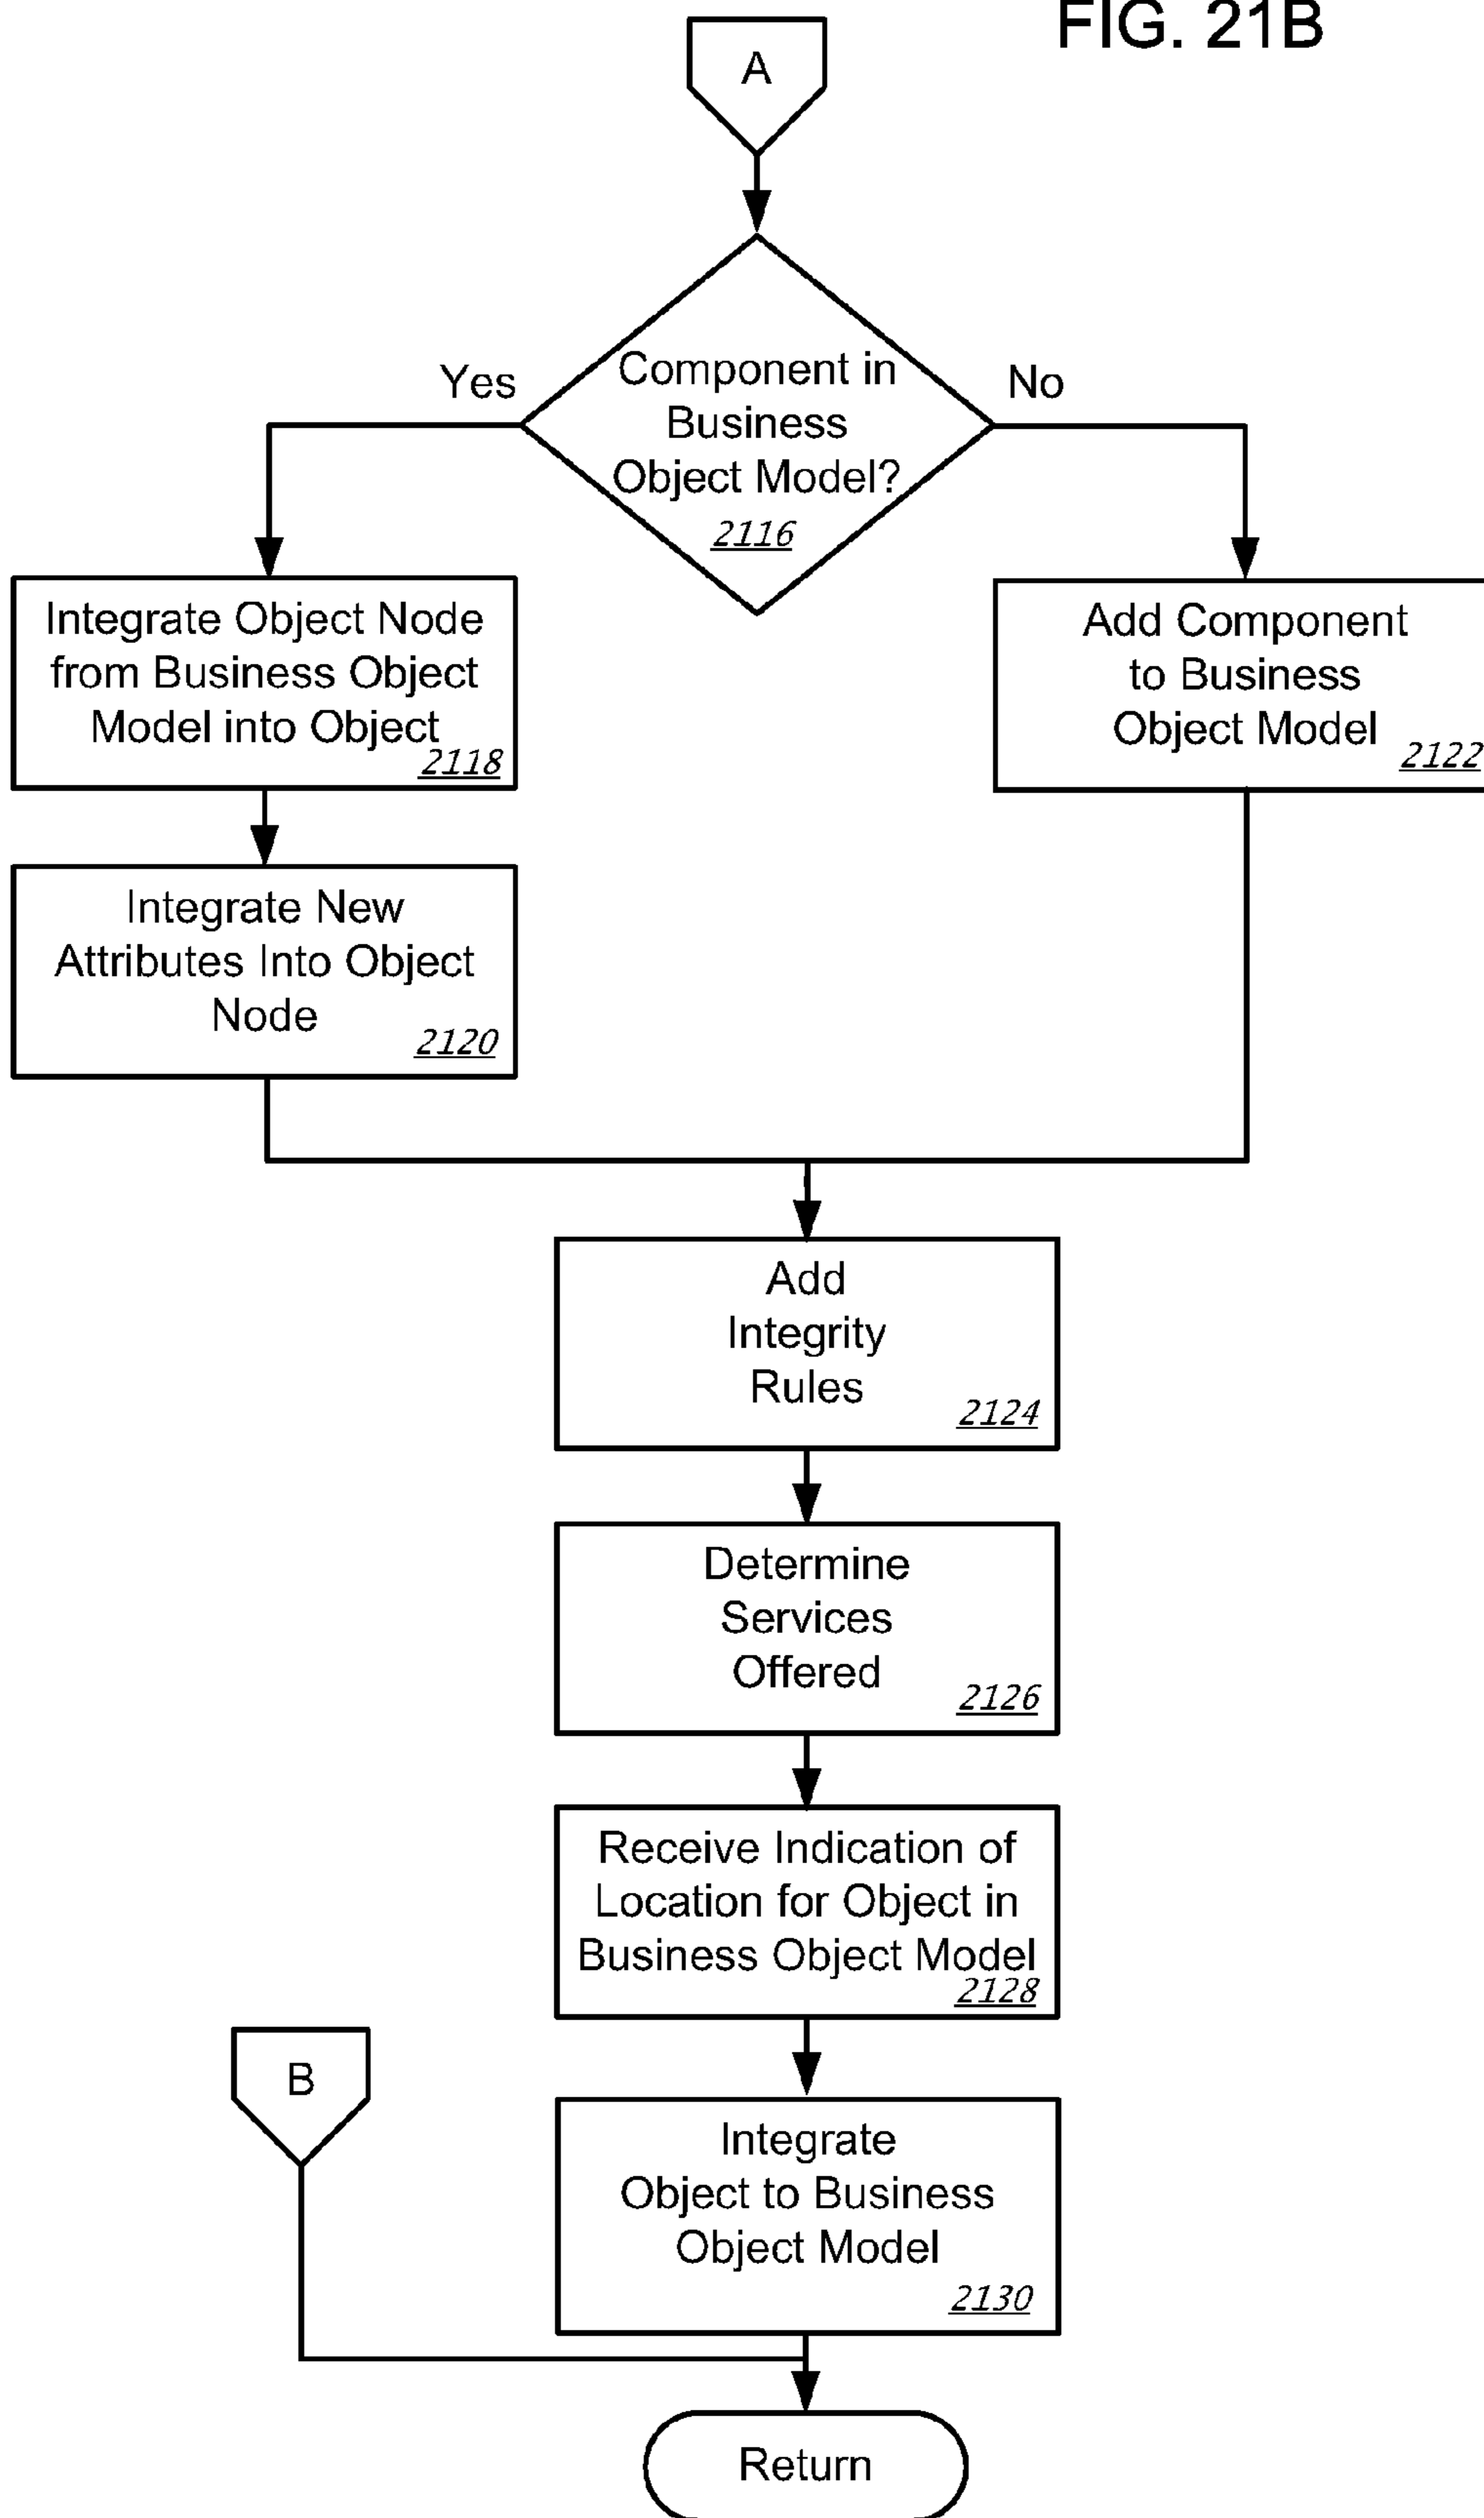 FIG. 21B
A
Yes
No
Component in
Business
Object Model?
2116
Integrate Object Node
from Business Object
Model into Object
2118
Add Component
to Business
Object Model
2122
Integrate New
Attributes Into Object
Node
2120
Add
Integrity
Rules
2124
Determine
Services
Offered
2126
Receive Indication of
Location for Object in
Business Object Model
2128
B
Integrate
Object to Business
Object Model
2130
Return